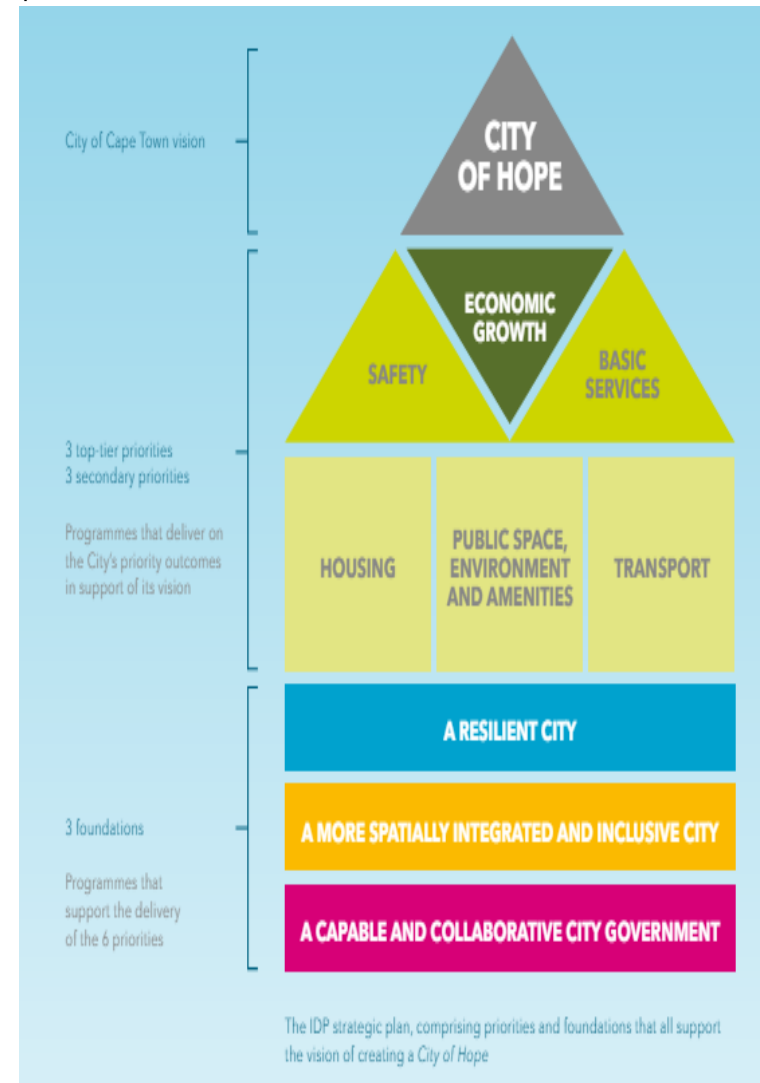 CITY
OF HOPE
City of Cape Town vision
ECONOMIC
GROWTH
SAFETY
BASIC
SERVICES
3 top-tier priorities
3 secondary priorities
Programmes that deliver on
the City's priority outcomes
in support of its vision
HOUSING
PUBLIC SPACE,
ENVIRONMENT
AND AMENITIES
TRANSPORT
A RESILIENT CITY
3 foundations
A MORE SPATIALLY INTEGRATED AND INCLUSIVE CITY
Programmes that
support the delivery
of the 6 priorities
A CAPABLE AND COLLABORATIVE CITY GOVERNMENT
The IDP strategic plan, comprising priorities and foundations that all support
the vision of creating a City of Hope